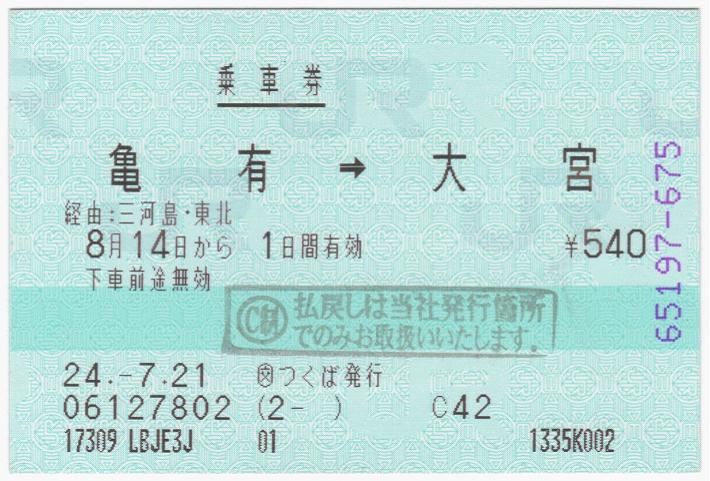 乗車券
亀有 ➡ 大宮
経由:三河島・東北
8月14日から 1日間有効 ¥540
下車前途無効
払戻しは当社発行箇所
でのみお取扱いいたします。
24.-7.21 つくば発行
06127802 (2- ) C42
17309 LBJE3J 01 1335K002
65197-675